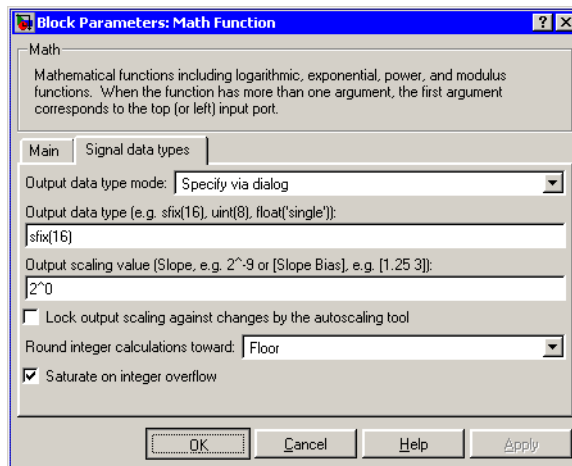 Block Parameters: Math Function
Math
Mathematical functions including logarithmic, exponential, power, and modulus
functions. When the function has more than one argument, the first argument
corresponds to the top (or left) input port.
Main
Signal data types
Output data type mode: Specify via dialog
Output data type (e.g. sfix(16), uint(8), float('single')):
sfix(16)
Output scaling value (Slope, e.g. 2^-9 or [Slope Bias], e.g. [1.25 3]):
2^0
Lock output scaling against changes by the autoscaling tool
Round integer calculations toward: Floor
Saturate on integer overflow
OK Cancel Help Apply